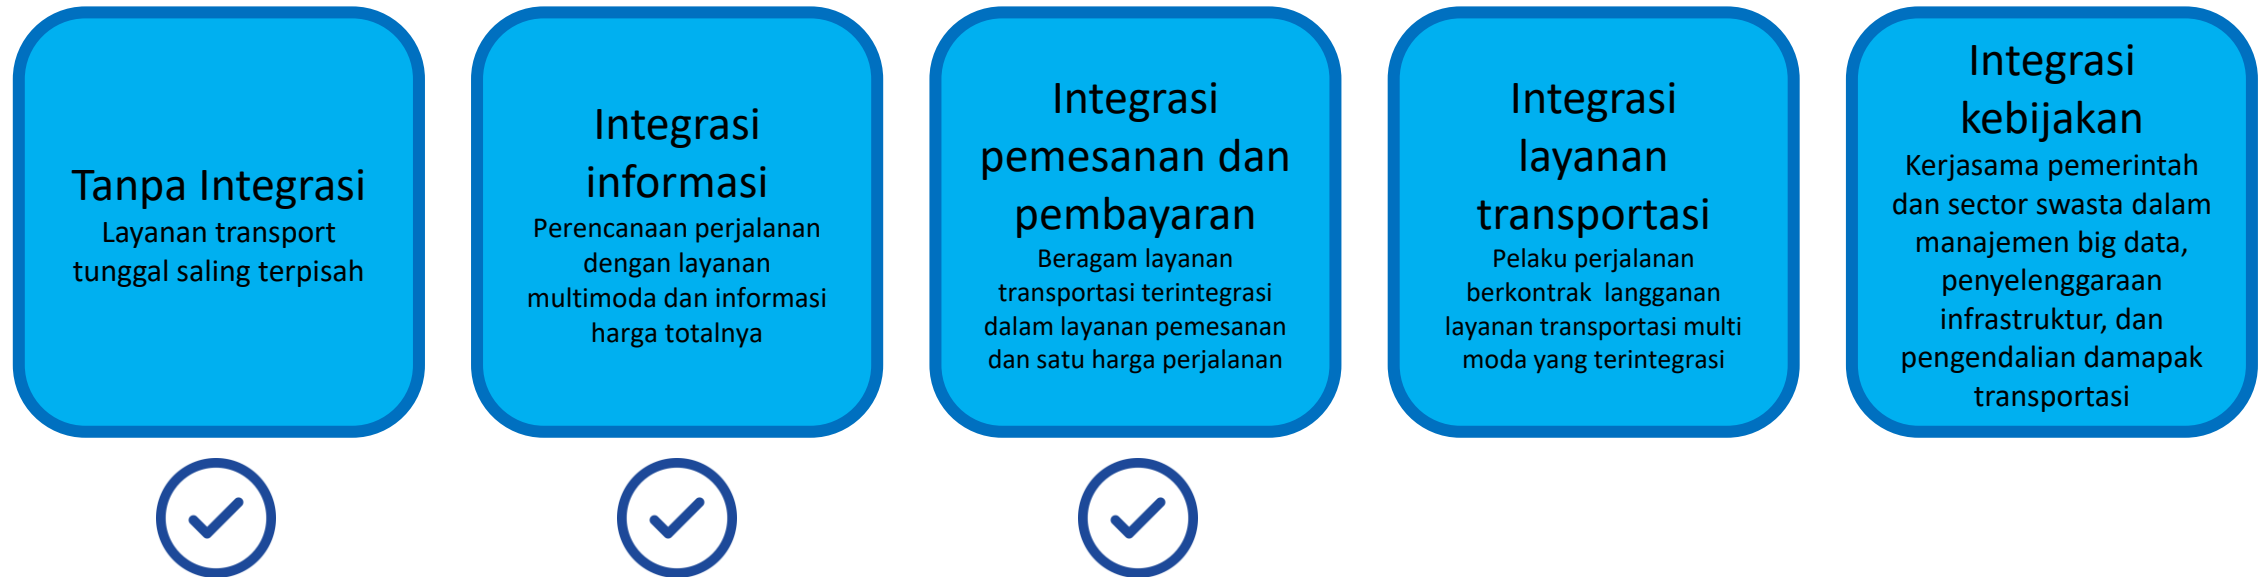 Tanpa Integrasi
Layanan transport
tunggal saling terpisah
Integrasi
informasi
Perencanaan perjalanan
dengan layanan
multimoda dan informasi
harga totalnya
Integrasi
pemesanan dan
pembayaran
Beragam layanan
transportasi terintegrasi
dalam layanan pemesanan
dan satu harga perjalanan
Integrasi
layanan
transportasi
Pelaku perjalanan
berkontrak langganan
layanan transportasi multi
moda yang terintegrasi
Integrasi
kebijakan
Kerjasama pemerintah
dan sector swasta dalam
manajemen big data,
penyelenggaraan
infrastruktur, dan
pengendalian damapak
transportasi